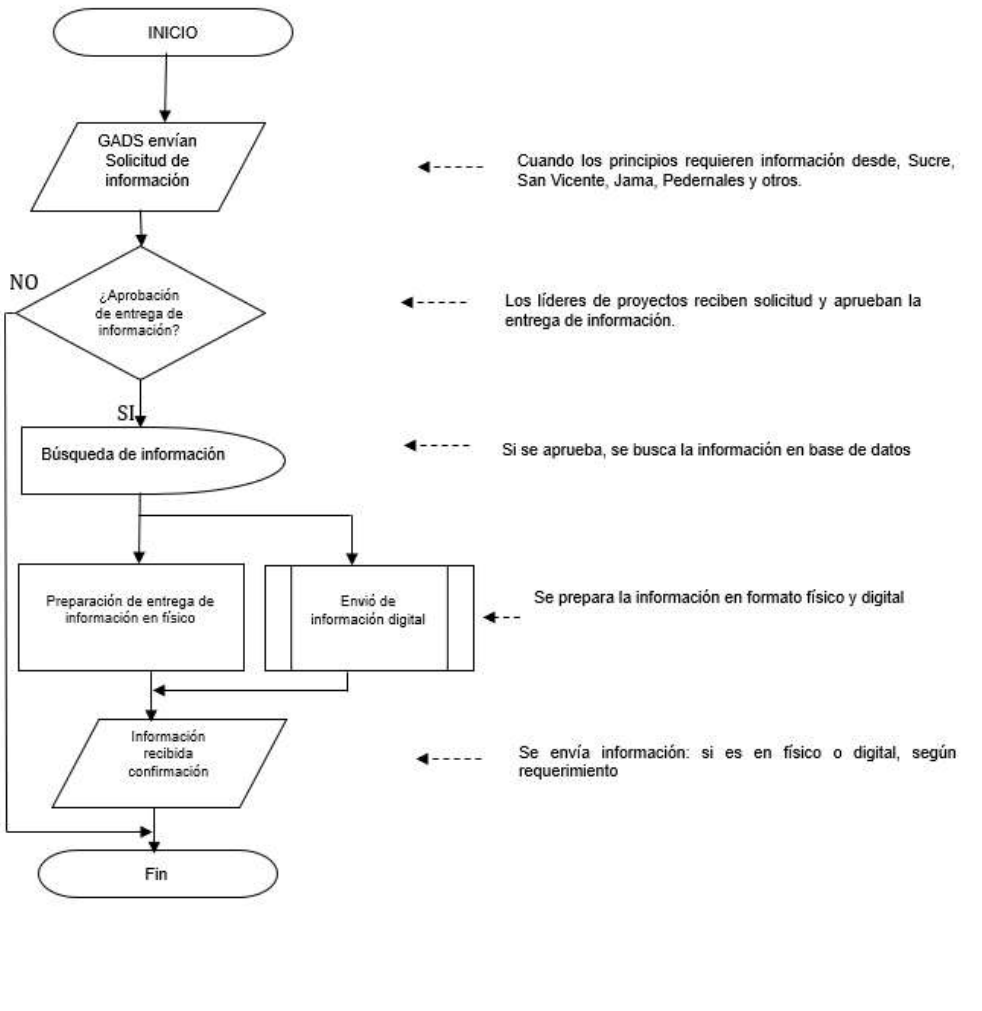 INICIO
GADS envían
Solicitud de
información
Cuando los principios requieren información desde, Sucre,
San Vicente, Jama, Pedernales y otros.
NO
¿Aprobación
de entrega de
información?
Los líderes de proyectos reciben solicitud y aprueban la
entrega de información.
SI
Búsqueda de información
Si se aprueba, se busca la información en base de datos
Preparación de entrega de
información en físico
Envió de
información digital
Se prepara la información en formato físico y digital
Información
recibida
confirmación
Se envía información: si es en físico o digital, según
requerimiento
Fin